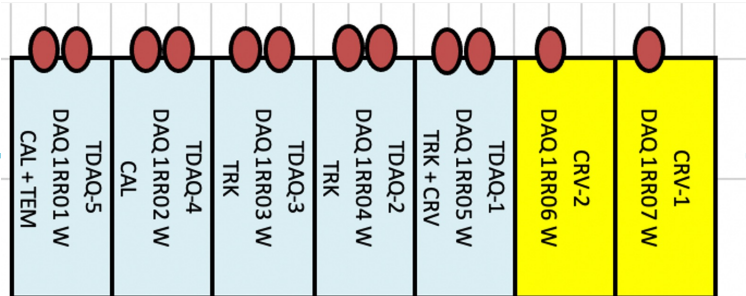 TDAQ-5
DAQ 1RR01 W
CAL + TEM
TDAQ-4
DAQ 1RR02 W
CAL
TDAQ-3
DAQ 1RR03 W
TRK
TDAQ-2
DAQ 1RR04 W
TRK
TDAQ-1
DAQ 1RR05 W
TRK + CRV
CRV-2
DAQ 1RR06 W
CRV-1
DAQ 1RR07 W